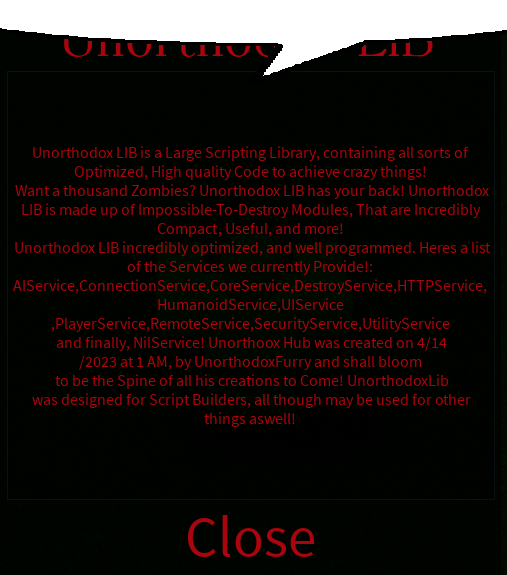 Unorthodox LIB
Unorthodox LIB is a Large Scripting Library, containing all sorts of
Optimized, High quality Code to achieve crazy things!
Want a thousand Zombies? Unorthodox LIB has your back! Unorthodox
LIB is made up of Impossible-To-Destroy Modules, That are Incredibly
Compact, Useful, and more!
Unorthodox LIB incredibly optimized, and well programmed. Heres a list
of the Services we currently Provide!:
AIService,ConnectionService,CoreService,DestroyService,HTTPService,
HumanoidService,UIService
,PlayerService,RemoteService,SecurityService,UtilityService
and finally, NilService! Unorthoox Hub was created on 4/14
/2023 at 1 AM, by UnorthodoxFurry and shall bloom
to be the Spine of all his creations to Come! UnorthodoxLib
was designed for Script Builders, all though may be used for other
things aswell!
Close